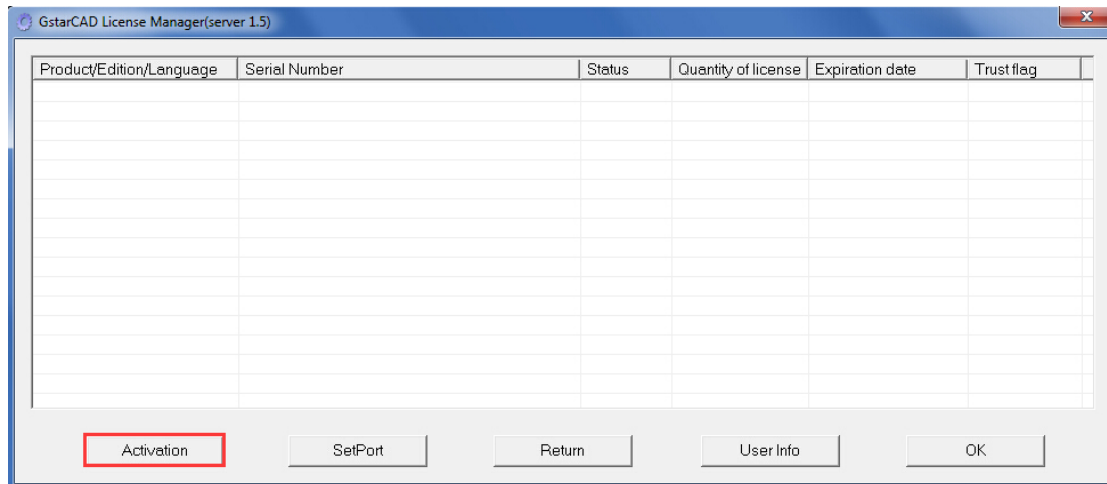 GstarCAD License Manager(server 1.5)
Product/Edition/Language Serial Number Status Quantity of license Expiration date Trust flag
Activation SetPort Return User Info OK